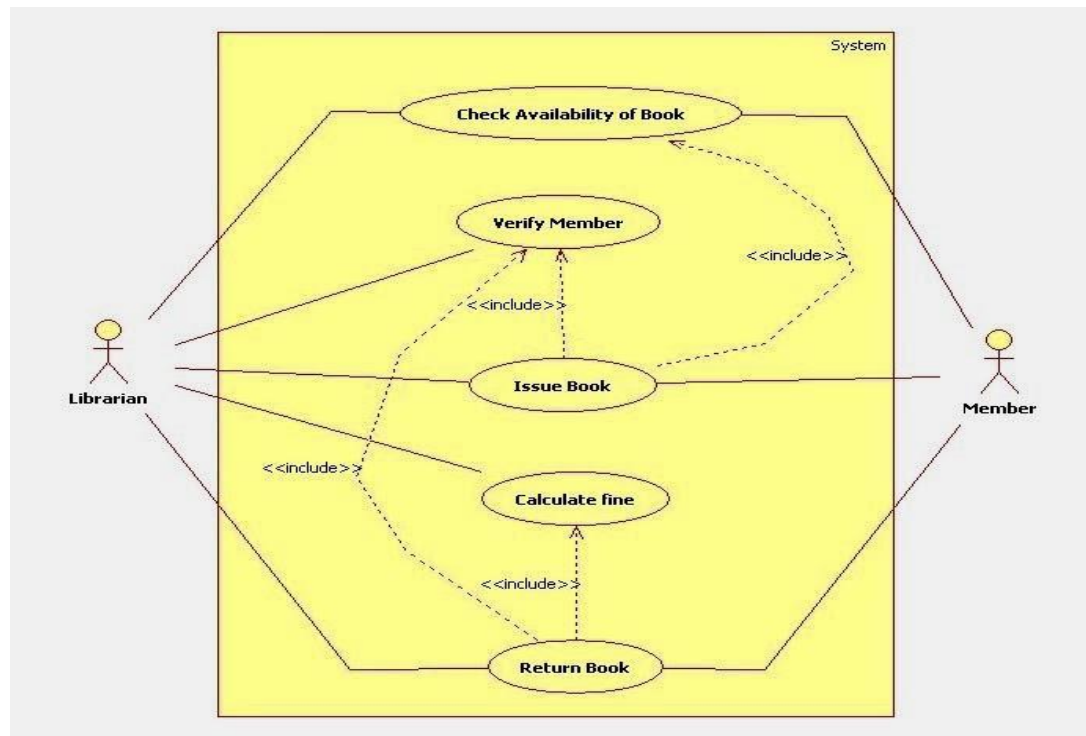 System
Check Availability of Book
Verify Member
<<include>>
<<include>>
Issue Book
Librarian
Member
<<include>>
Calculate fine
<<include>>
Return Book